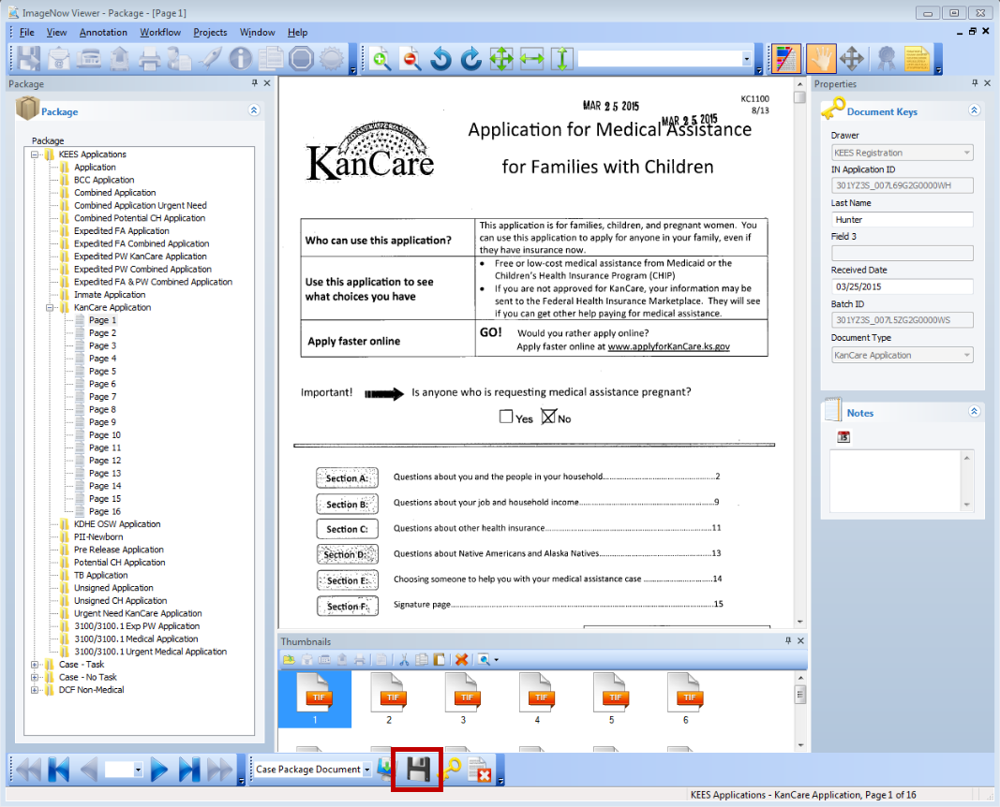 ImageNow Viewer - Package - [Page 1]
File View Annotation Workflow Projects Window Help
Package
Package
Package
KEES Applications
Application
BCC Application
Combined Application
Combined Application Urgent Need
Combined Potential CH Application
Expedited FA Application
Expedited FA Combined Application
Expedited PW KanCare Application
Expedited PW Combined Application
Expedited FA & PW Combined Application
Inmate Application
KanCare Application
Page 1
Page 2
Page 3
Page 4
Page 5
Page 6
Page 7
Page 8
Page 9
Page 10
Page 11
Page 12
Page 13
Page 14
Page 15
Page 16
KDHE OSW Application
PII-Newborn
Pre Release Application
Potential CH Application
TB Application
Unsigned Application
Unsigned CH Application
Urgent Need KanCare Application
3100/3100.1 Exp PW Application
3100/3100.1 Medical Application
3100/3100.1 Urgent Medical Application
Case - Task
Case - No Task
DCF Non-Medical
MAR 25 2015
KC1100
8/13
MAR 25 2015
KanCare
Application for Medical Assistance
for Families with Children
Who can use this application?
This application is for families, children, and pregnant women. You
can use this application to apply for anyone in your family, even if
they have insurance now.
Use this application to see
what choices you have
• Free or low-cost medical assistance from Medicaid or the
Children's Health Insurance Program (CHIP)
• If you are not approved for KanCare, your information may be
sent to the Federal Health Insurance Marketplace. They will see
if you can get other help paying for medical assistance.
Apply faster online
GO! Would you rather apply online?
Apply faster online at www.applyforKanCare.ks.gov
Important! Is anyone who is requesting medical assistance pregnant?
Yes No
Section A: Questions about you and the people in your household...2
Section B: Questions about your job and household income...9
Section C: Questions about other health insurance...11
Section D: Questions about Native Americans and Alaska Natives...13
Section E: Choosing someone to help you with your medical assistance case ...14
Section F: Signature page...15
Thumbnails
TIF TIF TIF TIF TIF TIF
1 2 3 4 5 6
Properties
Document Keys
Drawer
KEES Registration
IN Application ID
301YZ3S_007L69G2G0000WH
Last Name
Hunter
Field 3
Received Date
03/25/2015
Batch ID
301YZ3S_007L5ZG2G0000WS
Document Type
KanCare Application
Notes
15
Case Package Document
KEES Applications - KanCare Application, Page 1 of 16